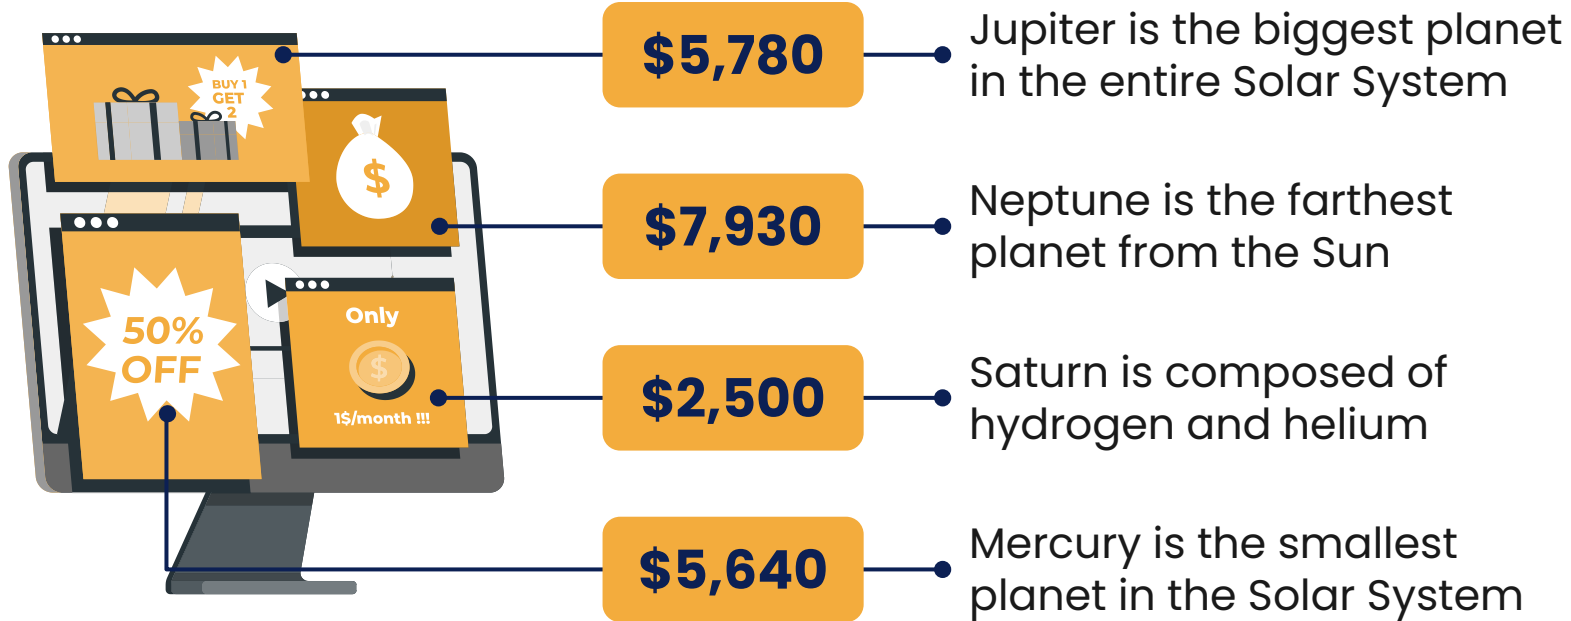 BUY 1
GET
2
$
50%
OFF
Only
$
1$/month !!!
$5,780
Jupiter is the biggest planet
in the entire Solar System
$7,930
Neptune is the farthest
planet from the Sun
$2,500
Saturn is composed of
hydrogen and helium
$5,640
Mercury is the smallest
planet in the Solar System